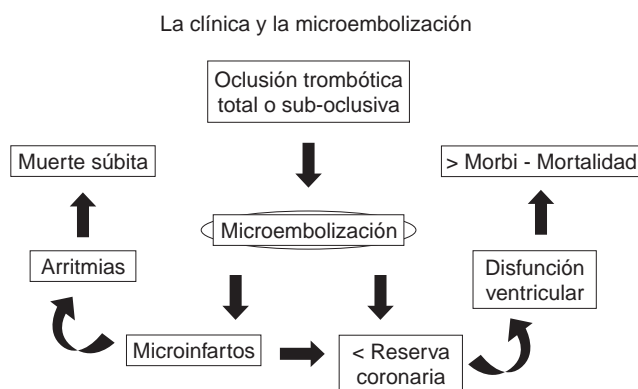 La clínica y la microembolización
Oclusión trombótica
total o sub-oclusiva
Muerte súbita
> Morbi - Mortalidad
Microembolización
Arritmias
Disfunción
ventricular
Microinfartos
< Reserva
coronaria